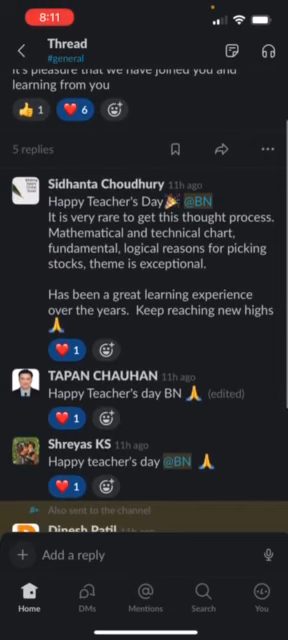 8:11
Thread
#general
it's pleasure that we have joined you and
learning from you
👍 1 ❤️ 6
5 replies
Sidhanta Choudhury 11h ago
Happy Teacher's Day🎉 @BN
It is very rare to get this thought process.
Mathematical and technical chart,
fundamental, logical reasons for picking
stocks, theme is exceptional.
Has been a great learning experience
over the years. Keep reaching new highs
🙏
❤️ 1
TAPAN CHAUHAN 11h ago
Happy Teacher's day BN 🙏 (edited)
❤️ 1
Shreyas KS 11h ago
Happy teacher's day @BN 🙏
❤️ 1
Also sent to the channel
Dinesh Patil 11h ago
Add a reply
Home DMs Mentions Search You